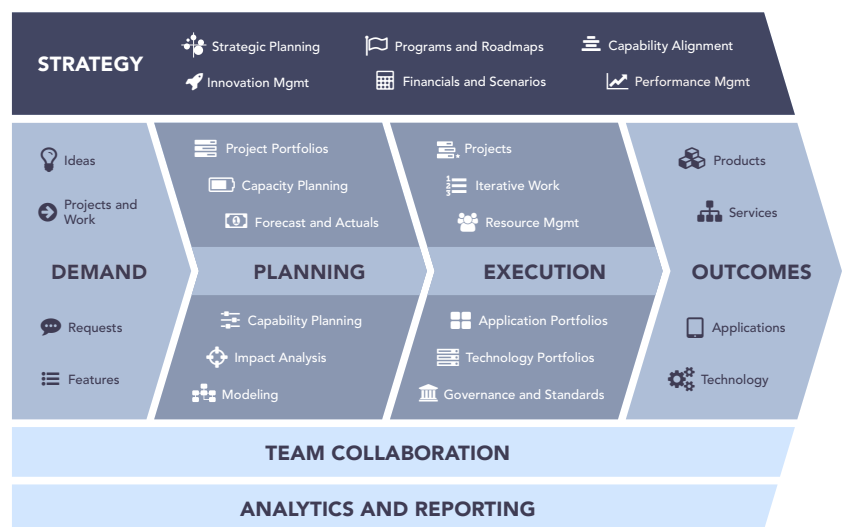 STRATEGY
Strategic Planning
Programs and Roadmaps
Capability Alignment
Innovation Mgmt
Financials and Scenarios
Performance Mgmt
Ideas
Projects and
Work
DEMAND
Requests
Features
Project Portfolios
Capacity Planning
Forecast and Actuals
PLANNING
Capability Planning
Impact Analysis
Modeling
Projects
Iterative Work
Resource Mgmt
EXECUTION
Application Portfolios
Technology Portfolios
Governance and Standards
Products
Services
OUTCOMES
Applications
Technology
TEAM COLLABORATION
ANALYTICS AND REPORTING